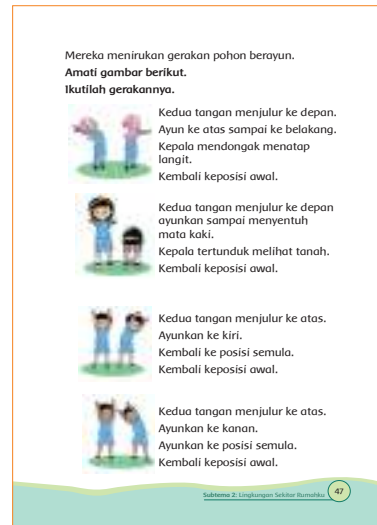 Mereka menirukan gerakan pohon berayun.
Amati gambar berikut.
Ikutilah gerakannya.
Kedua tangan menjulur ke depan.
Ayun ke atas sampai ke belakang.
Kepala mendongak menatap
langit.
Kembali keposisi awal.
Kedua tangan menjulur ke depan
ayunkan sampai menyentuh
mata kaki.
Kepala tertunduk melihat tanah.
Kembali keposisi awal.
Kedua tangan menjulur ke atas.
Ayunkan ke kiri.
Kembali ke posisi semula.
Kembali keposisi awal.
Kedua tangan menjulur ke atas.
Ayunkan ke kanan.
Ayunkan ke posisi semula.
Kembali keposisi awal.
Subtema 2: Lingkungan Sekitar Rumahku 47